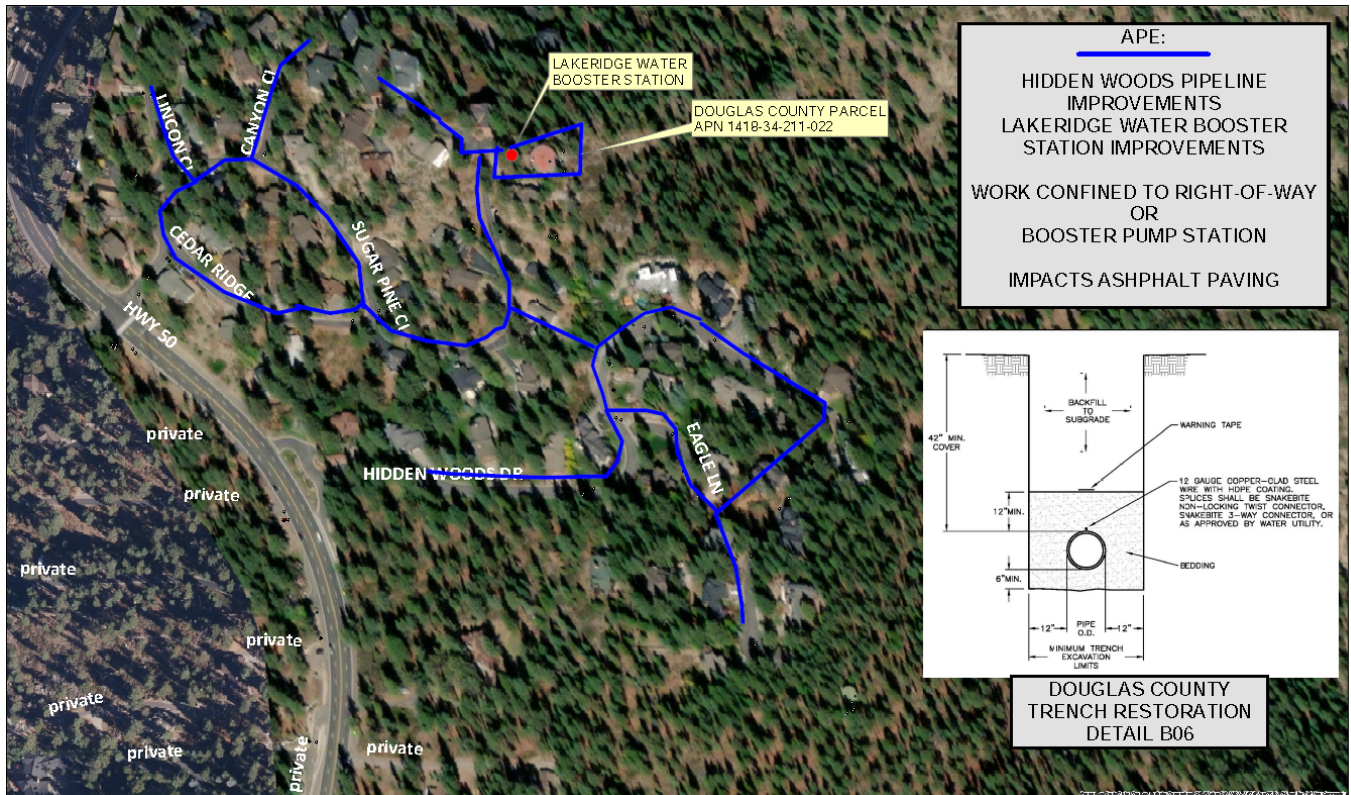 LAKERIDGE WATER
BOOSTER STATION
DOUGLAS COUNTY PARCEL
APN 1418-34-211-022
LINCON CI
CANYON CI
CEDAR RIDGE
SUGAR PINE CI
HWY 50
HIDDEN WOODS DR
EAGLE LN
private
private
private
private
private
private
private
private
APE:
HIDDEN WOODS PIPELINE
IMPROVEMENTS
LAKERIDGE WATER BOOSTER
STATION IMPROVEMENTS
WORK CONFINED TO RIGHT-OF-WAY
OR
BOOSTER PUMP STATION
IMPACTS ASHPHALT PAVING
BACKFILL
TO
SUBGRADE
42" MIN.
COVER
WARNING TAPE
12 GAUGE COPPER-CLAD STEEL
WIRE WITH HDPE COATING.
SPLICES SHALL BE SNAKEBITE
NON-LOCKING TWIST CONNECTOR,
SNAKEBITE 3-WAY CONNECTOR, OR
AS APPROVED BY WATER UTILITY.
12"MIN.
BEDDING
6"MIN.
12" PIPE O.D. 12"
MINIMUM TRENCH
EXCAVATION
LIMITS
DOUGLAS COUNTY
TRENCH RESTORATION
DETAIL B06